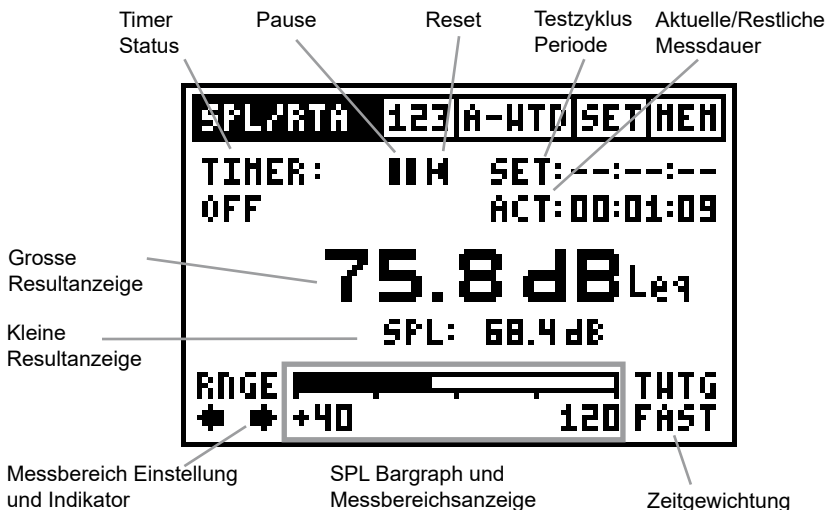 Timer Status
Pause
Reset
Testzyklus Periode
Aktuelle/Restliche Messdauer
SPL/RTA 123 A-WTD SET MEM
TIMER: SET:--:--:--
OFF ACT:00:01:09
Grosse Resultanzeige
75.8 dB Leq
Kleine Resultanzeige
SPL: 68.4 dB
RNGE TWTG
+40 120 FAST
Messbereich Einstellung und Indikator
SPL Bargraph und Messbereichsanzeige
Zeitgewichtung